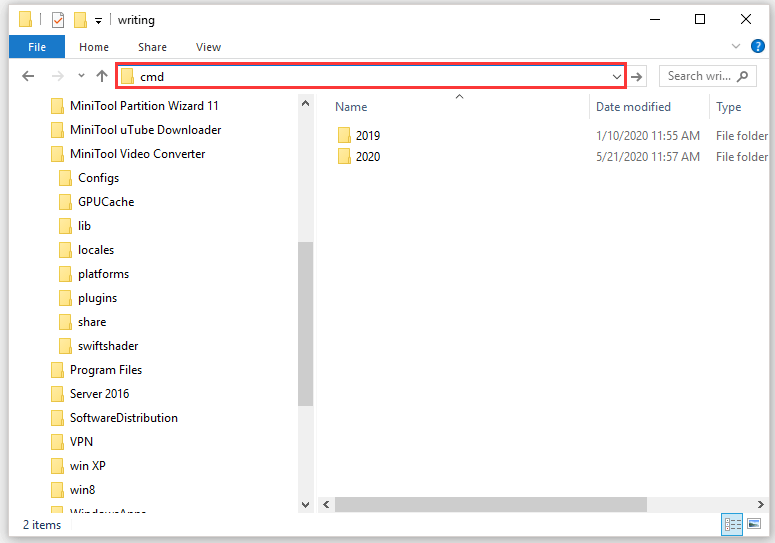 writing
File Home Share View
cmd Search wri...
MiniTool Partition Wizard 11
MiniTool uTube Downloader
MiniTool Video Converter
Configs
GPUCache
lib
locales
platforms
plugins
share
swiftshader
Program Files
Server 2016
SoftwareDistribution
VPN
win XP
win8
WindowsApps
Name Date modified Type
2019 1/10/2020 11:55 AM File folder
2020 5/21/2020 11:57 AM File folder
2 items